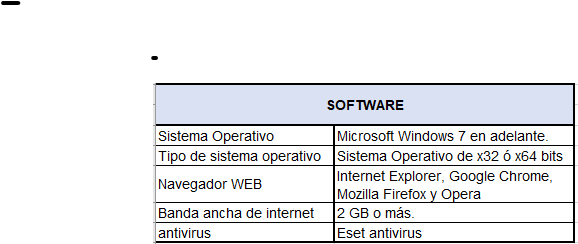 SOFTWARE
Sistema Operativo Microsoft Windows 7 en adelante.
Tipo de sistema operativo Sistema Operativo de x32 ó x64 bits
Navegador WEB Internet Explorer, Google Chrome,
Mozilla Firefox y Opera
Banda ancha de internet 2 GB o más.
antivirus Eset antivirus